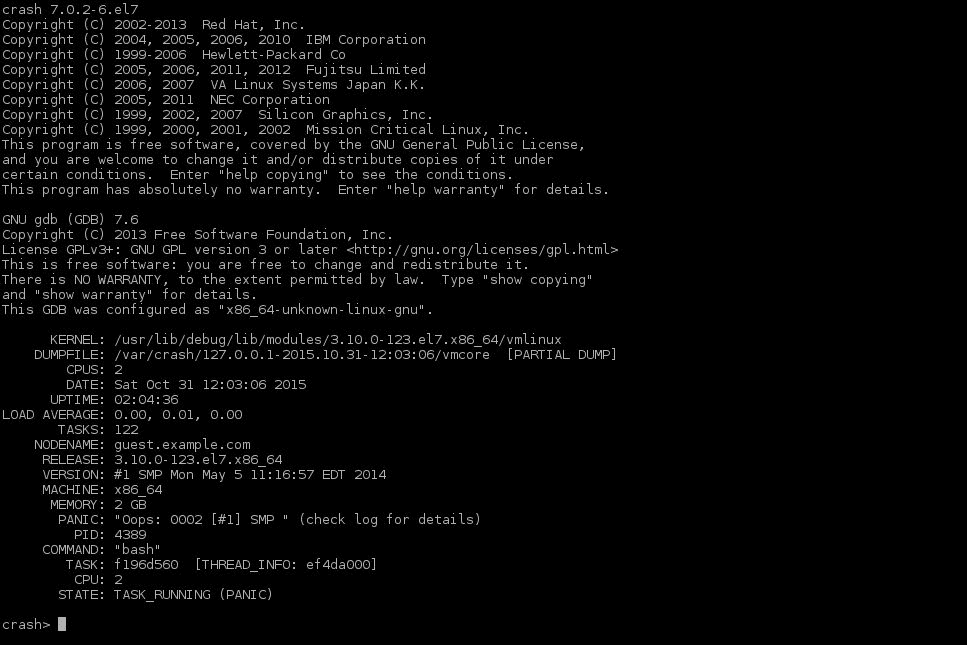 crash 7.0.2-6.el7
Copyright (C) 2002-2013  Red Hat, Inc.
Copyright (C) 2004, 2005, 2006, 2010  IBM Corporation
Copyright (C) 1999-2006  Hewlett-Packard Co
Copyright (C) 2005, 2006, 2011, 2012  Fujitsu Limited
Copyright (C) 2006, 2007  VA Linux Systems Japan K.K.
Copyright (C) 2005, 2011  NEC Corporation
Copyright (C) 1999, 2002, 2007  Silicon Graphics, Inc.
Copyright (C) 1999, 2000, 2001, 2002  Mission Critical Linux, Inc.
This program is free software, covered by the GNU General Public License,
and you are welcome to change it and/or distribute copies of it under
certain conditions.  Enter "help copying" to see the conditions.
This program has absolutely no warranty.  Enter "help warranty" for details.

GNU gdb (GDB) 7.6
Copyright (C) 2013 Free Software Foundation, Inc.
License GPLv3+: GNU GPL version 3 or later <http://gnu.org/licenses/gpl.html>
This is free software: you are free to change and redistribute it.
There is NO WARRANTY, to the extent permitted by law.  Type "show copying"
and "show warranty" for details.
This GDB was configured as "x86_64-unknown-linux-gnu".

      KERNEL: /usr/lib/debug/lib/modules/3.10.0-123.el7.x86_64/vmlinux
    DUMPFILE: /var/crash/127.0.0.1-2015.10.31-12:03:06/vmcore  [PARTIAL DUMP]
        CPUS: 2
        DATE: Sat Oct 31 12:03:06 2015
      UPTIME: 02:04:36
LOAD AVERAGE: 0.00, 0.01, 0.00
       TASKS: 122
    NODENAME: guest.example.com
     RELEASE: 3.10.0-123.el7.x86_64
     VERSION: #1 SMP Mon May 5 11:16:57 EDT 2014
     MACHINE: x86_64
      MEMORY: 2 GB
       PANIC: "Oops: 0002 [#1] SMP " (check log for details)
         PID: 4389
     COMMAND: "bash"
        TASK: f196d560  [THREAD_INFO: ef4da000]
         CPU: 2
       STATE: TASK_RUNNING (PANIC)

crash>